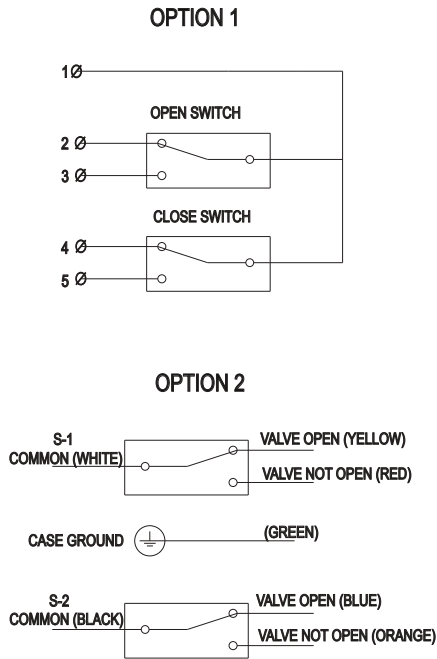 OPTION 1
1
OPEN SWITCH
2
3
CLOSE SWITCH
4
5
OPTION 2
S-1
COMMON (WHITE)
VALVE OPEN (YELLOW)
VALVE NOT OPEN (RED)
CASE GROUND
(GREEN)
S-2
COMMON (BLACK)
VALVE OPEN (BLUE)
VALVE NOT OPEN (ORANGE)